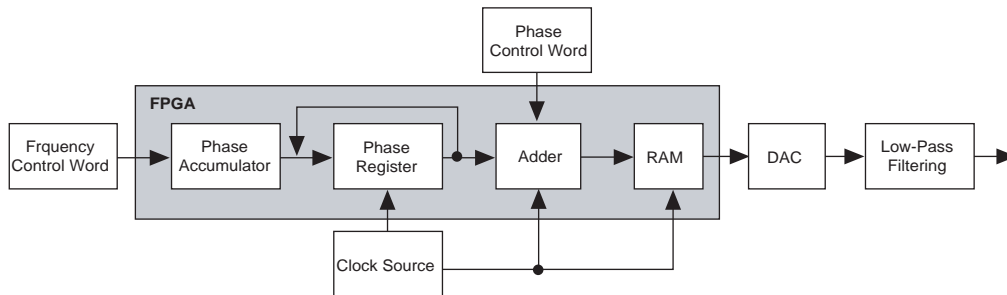 Phase
Control Word
FPGA
Frquency
Control Word
Phase
Accumulator
Phase
Register
Adder
RAM
DAC
Low-Pass
Filtering
Clock Source